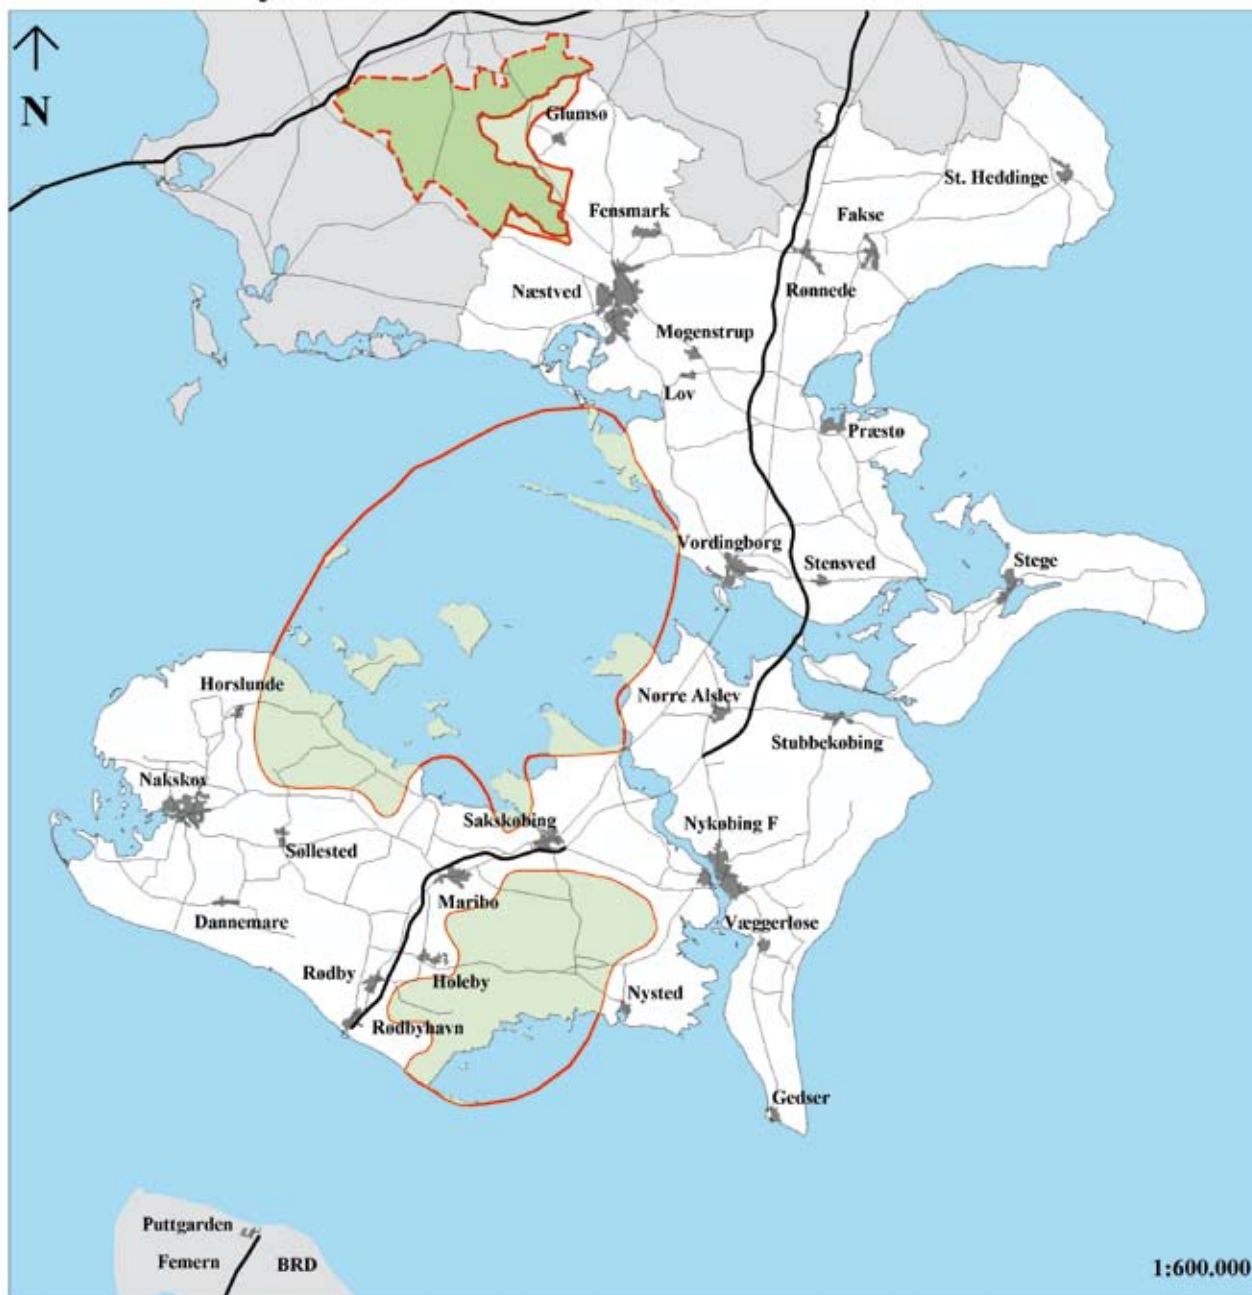 N
Glumsø
St. Heddinge
Fensmark
Fakse
Næstved
Rønnede
Mogenstrup
Lov
Præstø
Vordingborg
Stensved
Stege
Horslunde
Nørre Alslev
Stubbekøbing
Nakskov
Sakskøbing
Nykøbing F
Søllested
Maribo
Dannemare
Væggerløse
Rødby
Holeby
Nysted
Rødbyhavn
Gedser
Puttgarden
Femern
BRD
1:600.000